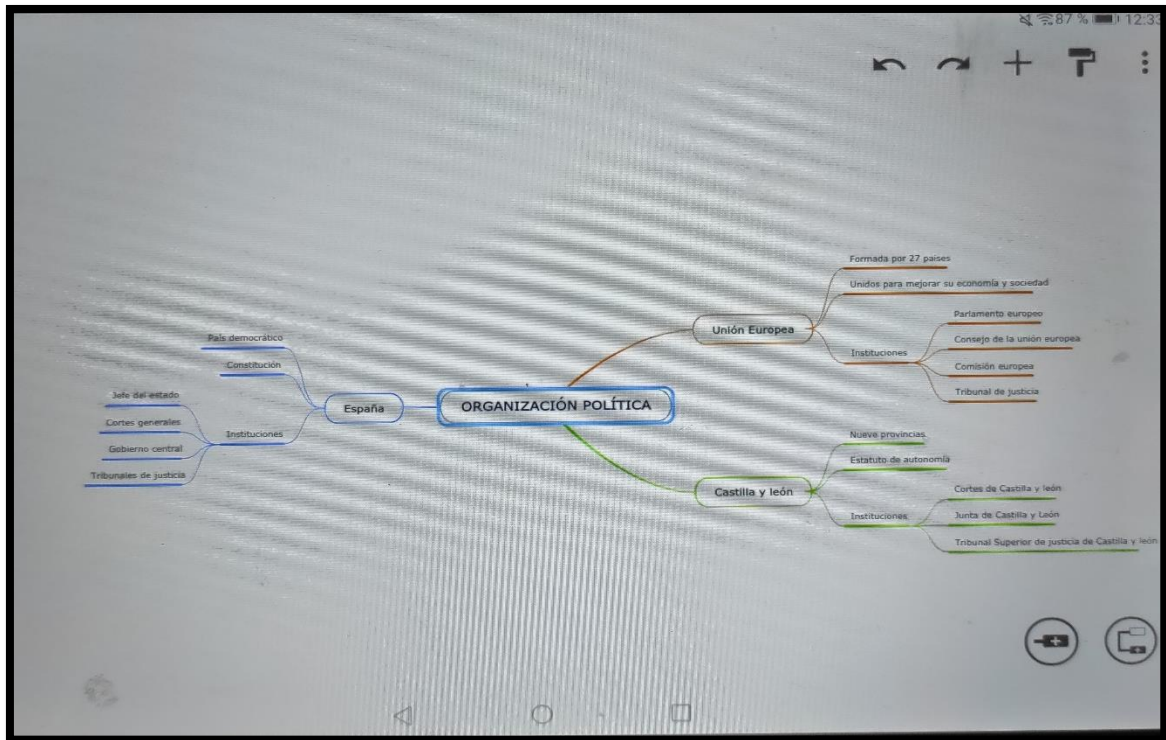 87 % 12:33
ORGANIZACIÓN POLÍTICA
Unión Europea
Formada por 27 paises
Unidos para mejorar su economía y sociedad
Instituciones
Parlamento europeo
Consejo de la unión europea
Comisión europea
Tribunal de justicia
Castilla y león
Nueve provincias.
Estatuto de autonomía
Instituciones
Cortes de Castilla y león
Junta de Castilla y León
Tribunal Superior de justicia de Castilla y león
España
País democrático
Constitución
Instituciones
Jefe del estado
Cortes generales
Gobierno central
Tribunales de justicia